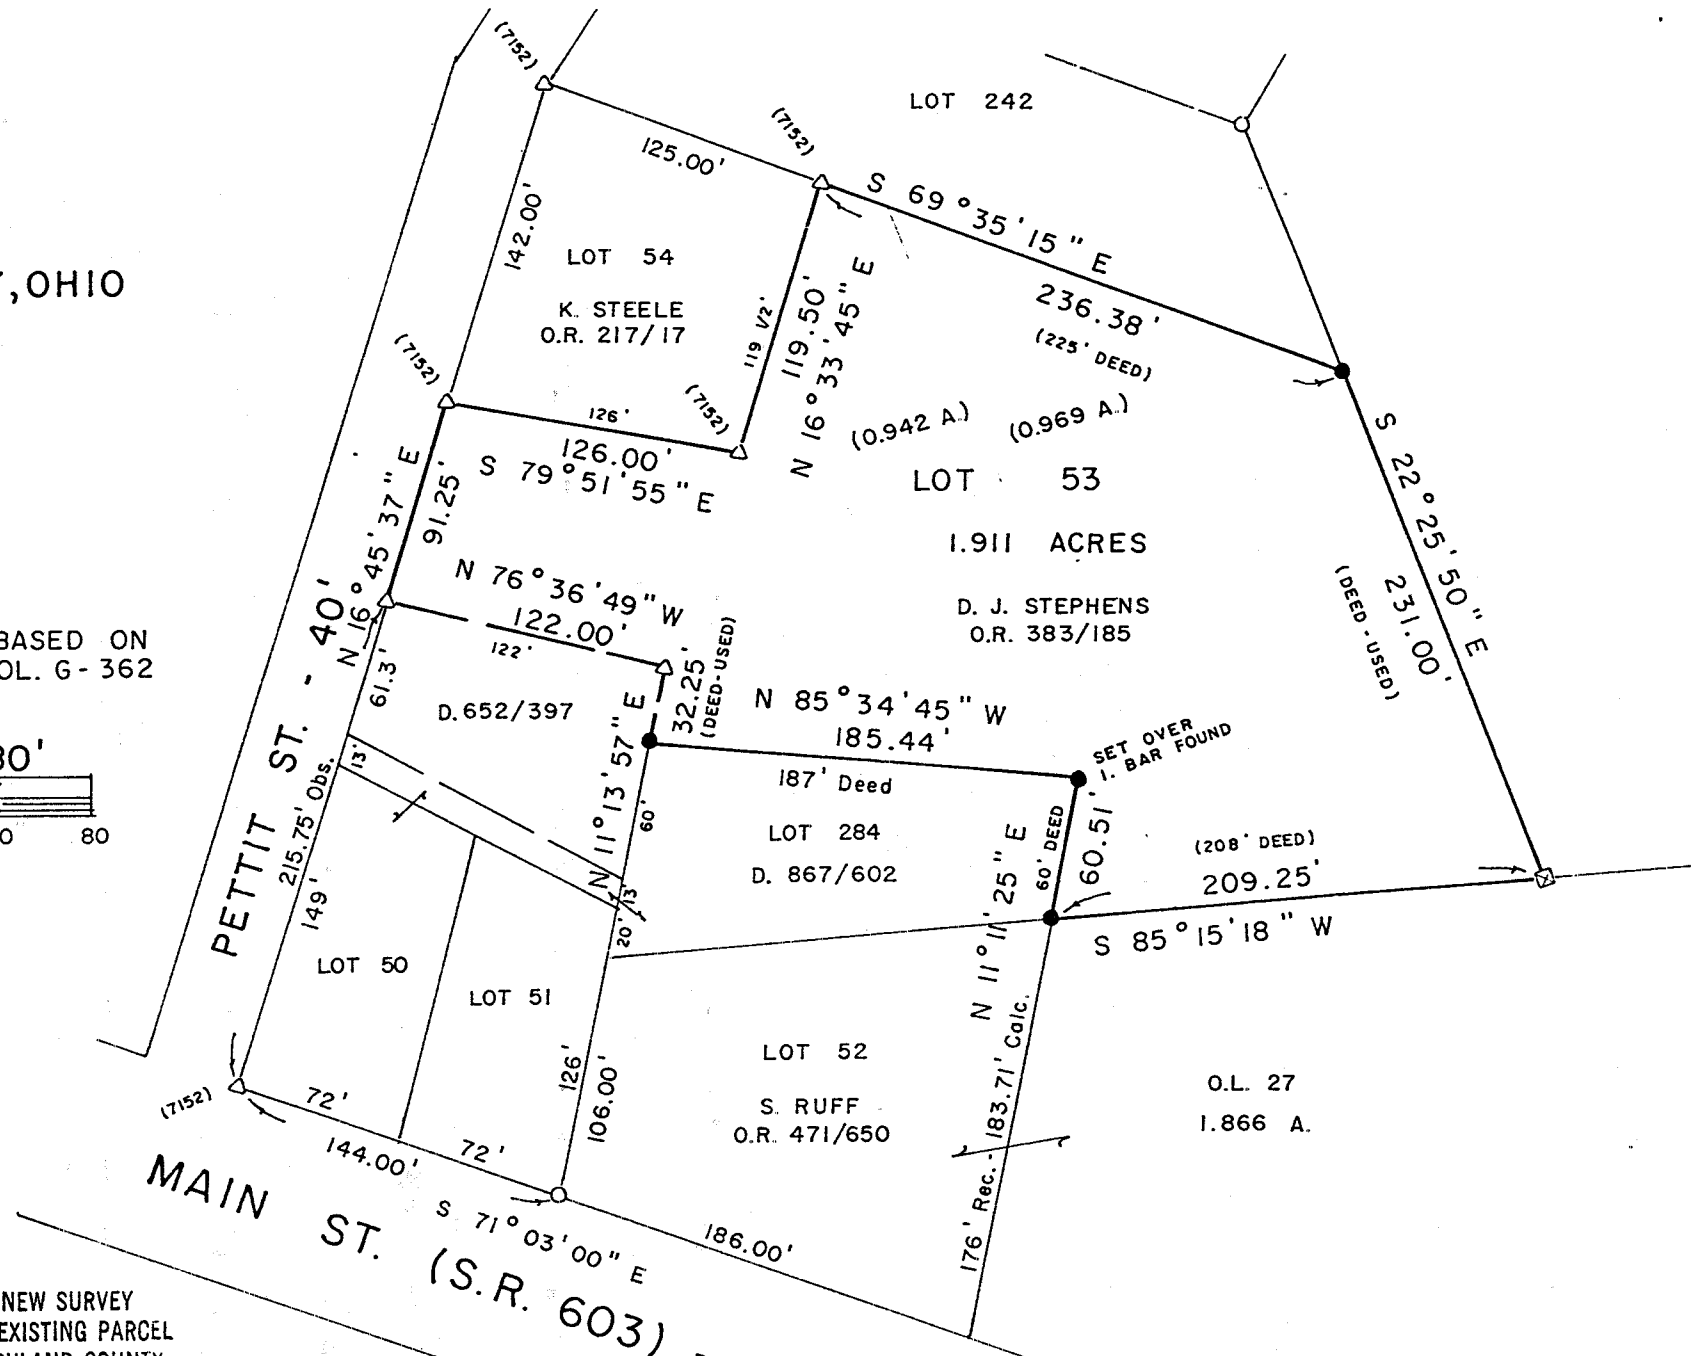 (7152)
LOT 242
(7152)
125.00'
S 69°35'15" E
236.38'
(225' DEED)
142.00'
LOT 54
K. STEELE
O.R. 217/17
119 1/2'
119.50'
N 16°33'45" E
,OHIO
(7152)
(7152)
126'
126.00'
S 79°51'55" E
(0.942 A.) (0.969 A.)
LOT 53
1.911 ACRES
D. J. STEPHENS
O.R. 383/185
S 22°25'50" E
231.00'
(DEED-USED)
N 16°45'37" E
91.25'
N 76°36'49" W
122.00'
122'
BASED ON
OL. G-362
61.3'
D. 652/397
32.25'
(DEED-USED)
N 11°13'57" E
N 85°34'45" W
185.44'
187' Deed
SET OVER
I. BAR FOUND
80
PETTIT ST. - 40'
215.75' Obs.
13'
149'
60'
13'
20'
LOT 284
D. 867/602
60' DEED
60.51'
N 11°11'25" E
(208' DEED)
209.25'
S 85°15'18" W
LOT 50
LOT 51
126'
106.00'
LOT 52
S. RUFF
O.R. 471/650
176' Rec. - 183.71' Calc.
O.L. 27
1.866 A.
(7152)
72'
144.00'
72'
S 71°03'00" E
186.00'
MAIN ST. (S.R. 603)
NEW SURVEY
EXISTING PARCEL